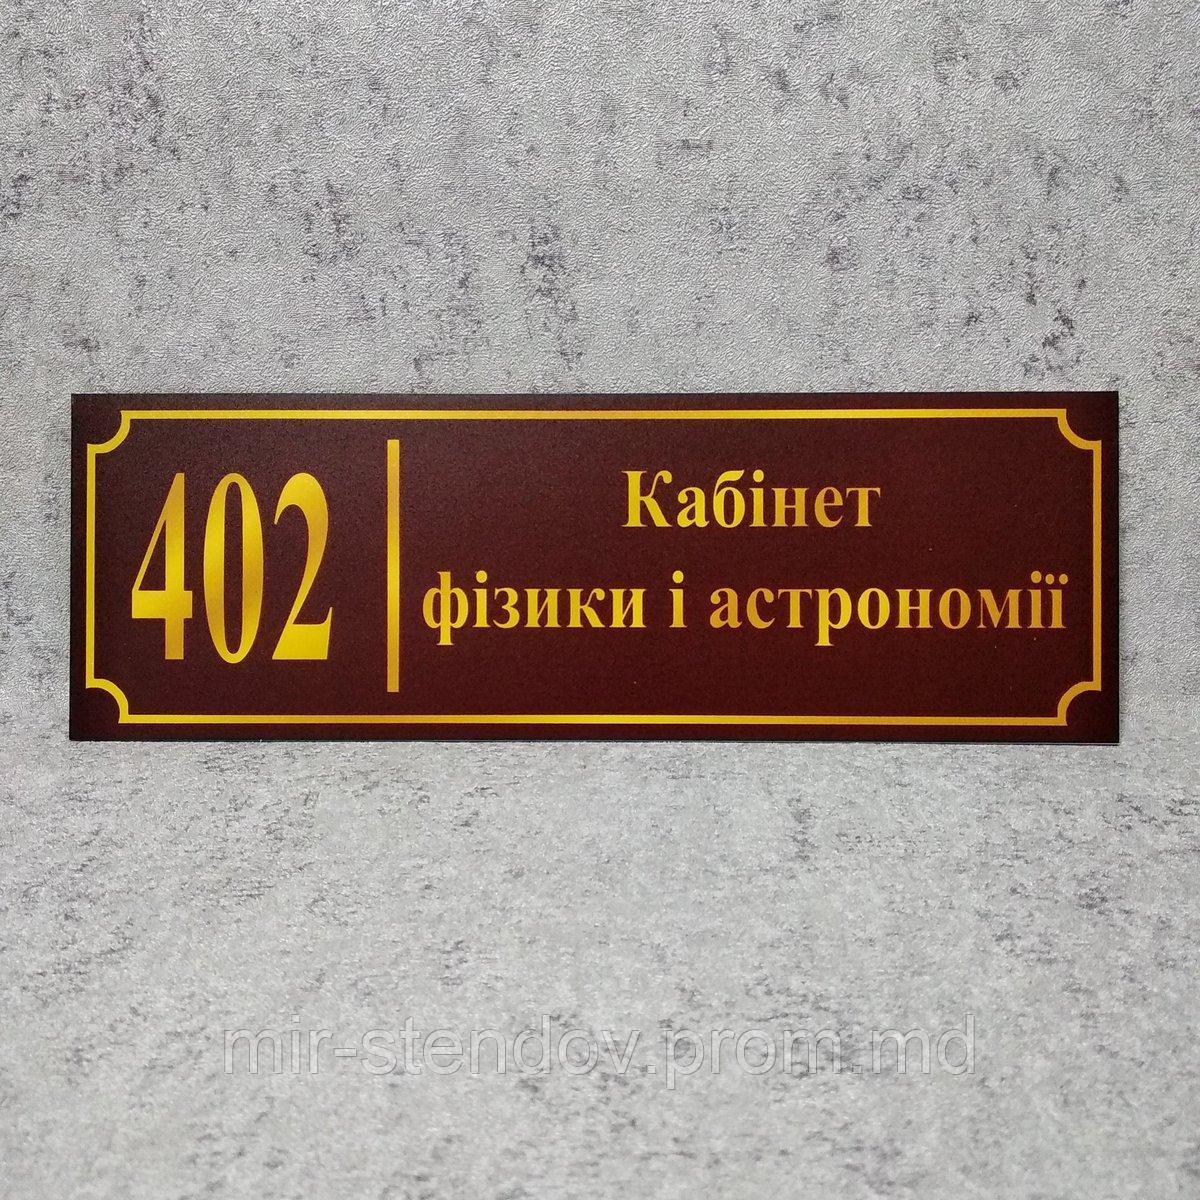 402
Кабінет
фізики і астрономії
mir-stendov.prom.md